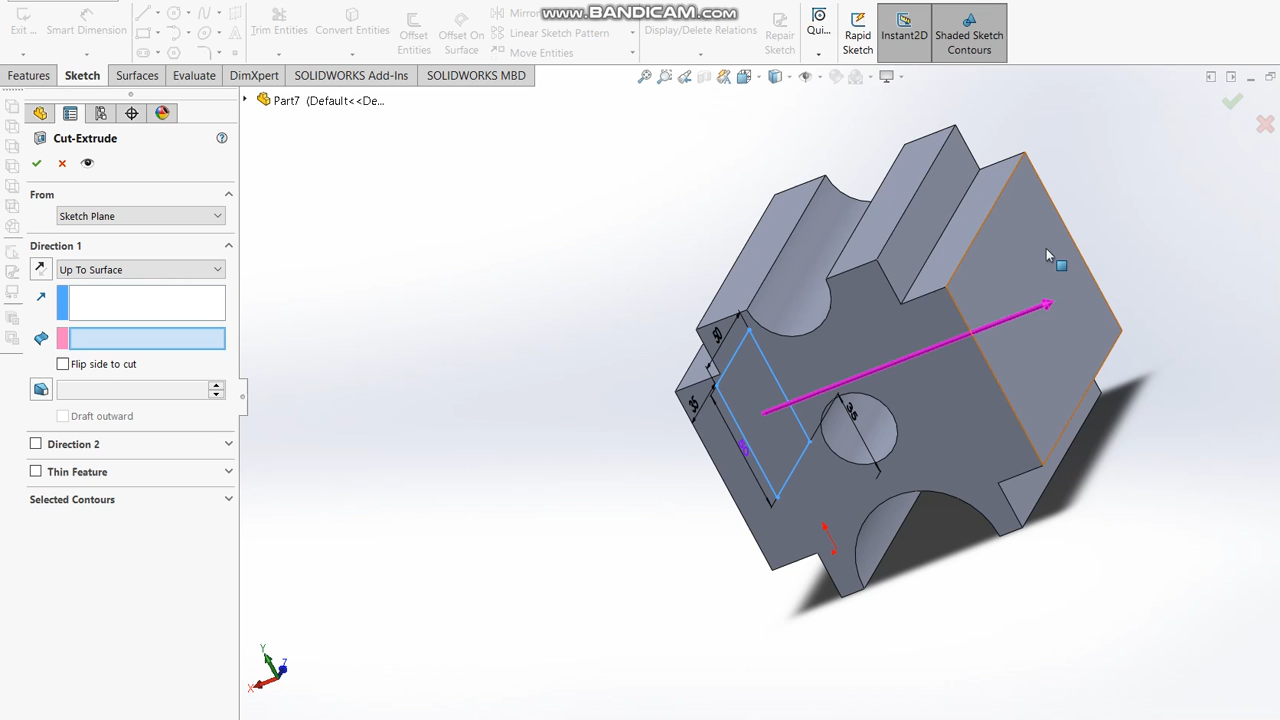 www.BANDICAM.com
Exit ...
Smart Dimension
Trim Entities
Convert Entities
Offset Entities
Offset On Surface
Mirror
Linear Sketch Pattern
Move Entities
Display/Delete Relations
Repair Sketch
Qui...
Rapid Sketch
Instant2D
Shaded Sketch Contours
Features
Sketch
Surfaces
Evaluate
DimXpert
SOLIDWORKS Add-Ins
SOLIDWORKS MBD
Part7 (Default<<De...
Cut-Extrude
From
Sketch Plane
Direction 1
Up To Surface
Flip side to cut
Draft outward
Direction 2
Thin Feature
Selected Contours
35
35
Y
Z
X